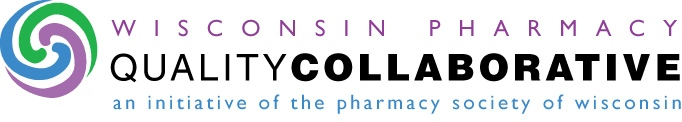 WISCONSIN PHARMACY
QUALITYCOLLABORATIVE
an initiative of the pharmacy society of wisconsin